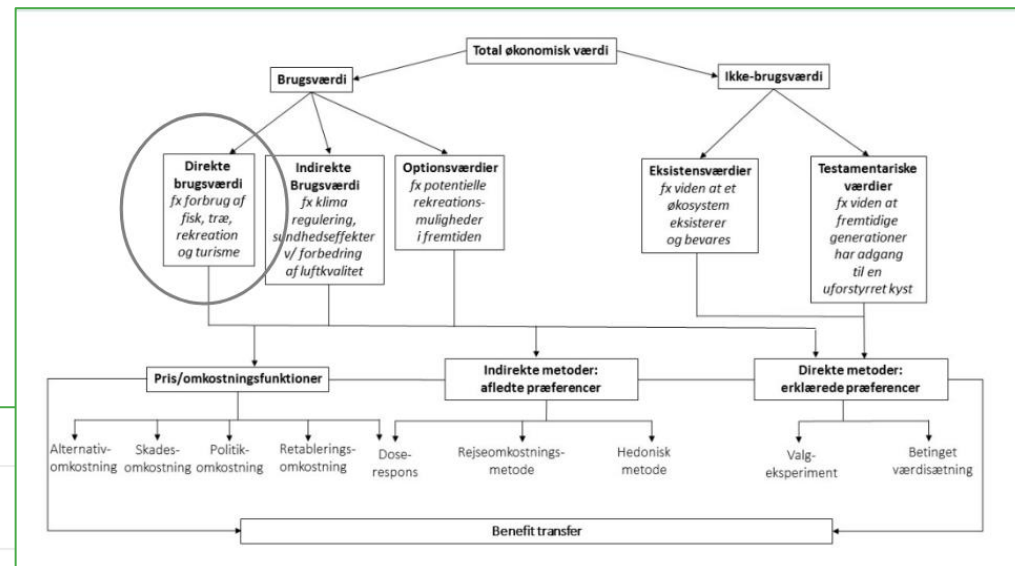 Total økonomisk værdi
Brugsværdi
Ikke-brugsværdi
Direkte
brugsværdi
fx forbrug af
fisk, træ,
rekreation
og turisme
Indirekte
Brugsværdi
fx klima
regulering,
sundhedseffekter
v/ forbedring
af luftkvalitet
Optionsværdier
fx potentielle
rekreations-
muligheder
i fremtiden
Eksistensværdier
fx viden at et
økosystem
eksisterer
og bevares
Testamentariske
værdier
fx viden at
fremtidige
generationer
har adgang
til en
uforstyrret kyst
Pris/omkostningsfunktioner
Indirekte metoder:
afledte præferencer
Direkte metoder:
erklærede præferencer
Alternativ-
omkostning
Skades-
omkostning
Politik-
omkostning
Retablerings-
omkostning
Dose-
respons
Rejseomkostnings-
metode
Hedonisk
metode
Valg-
eksperiment
Betinget
værdisætning
Benefit transfer